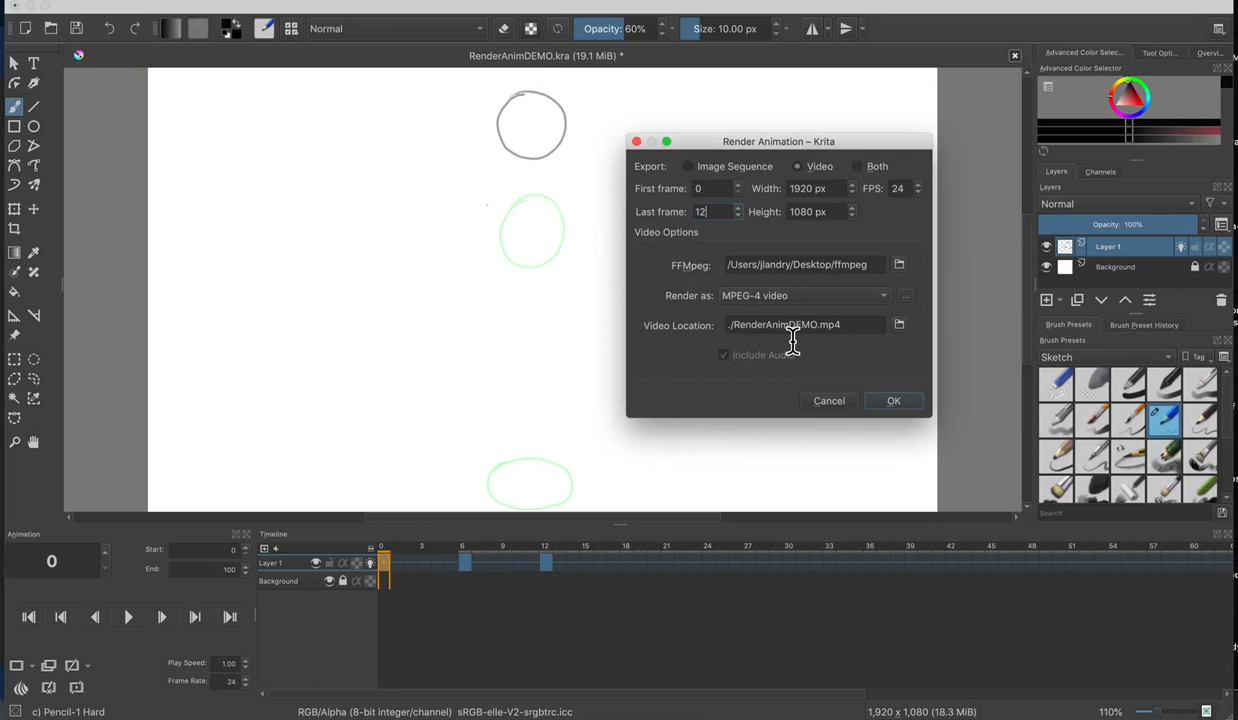 Normal
Opacity: 60%
Size: 10.00 px
RenderAnimDEMO.kra (19.1 MiB) *
Advanced Color Selec...
Tool Opti...
Overvi...
Advanced Color Selector
Render Animation – Krita
Export:
Image Sequence
Video
Both
First frame: 0
Width: 1920 px
FPS: 24
Last frame: 12
Height: 1080 px
Video Options
FFMpeg: /Users/jlandry/Desktop/ffmpeg
Render as: MPEG-4 video
...
Video Location: ./RenderAnimDEMO.mp4
Include Audio
Cancel
OK
Layers
Channels
Layers
Normal
Opacity: 100%
Layer 1
Background
Brush Presets
Brush Preset History
Brush Presets
Sketch
Tag
Search
Animation
0
Start: 0
End: 100
Play Speed: 1.00
Frame Rate: 24
Timeline
0 3 6 9 12 15 18 21 24 27 30 33 36 39 42 45 48 51 54 57 60
Layer 1
Background
c) Pencil-1 Hard
RGB/Alpha (8-bit integer/channel) sRGB-elle-V2-srgbtrc.icc
1,920 x 1,080 (18.3 MiB)
110%